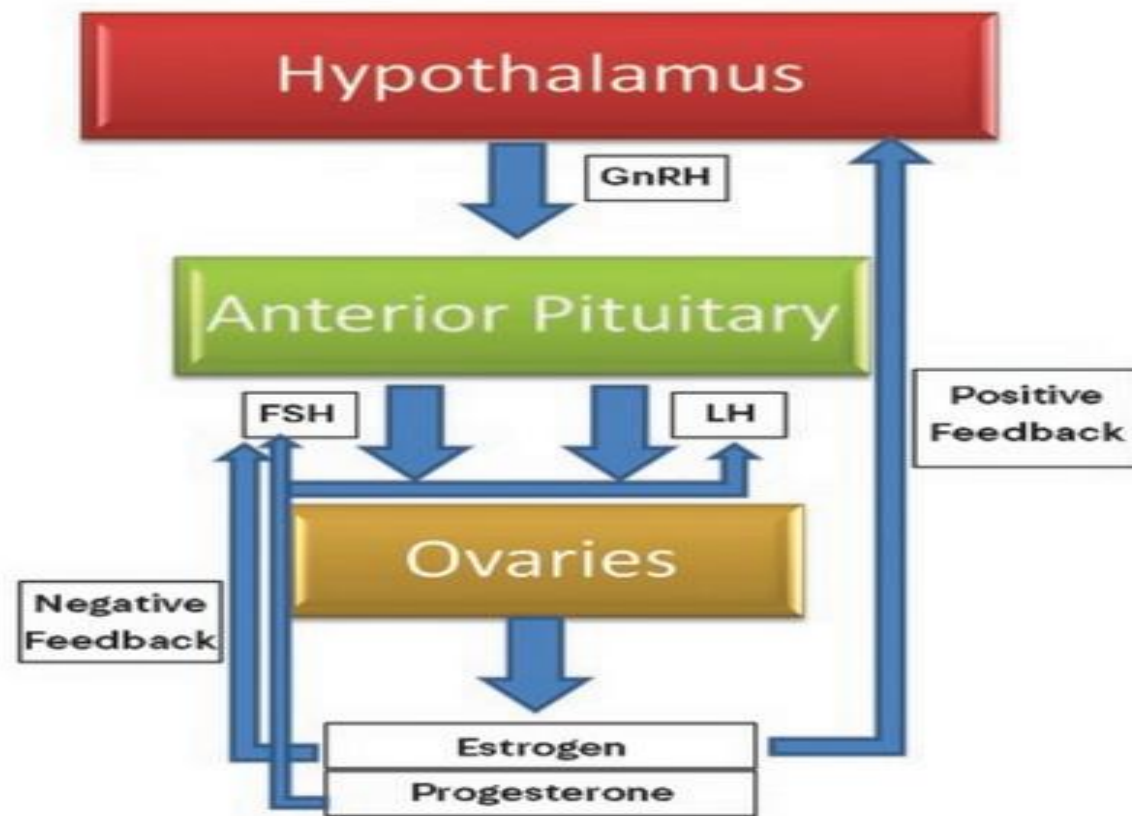 Hypothalamus
GnRH
Anterior Pituitary
FSH
LH
Positive
Feedback
Ovaries
Negative
Feedback
Estrogen
Progesterone